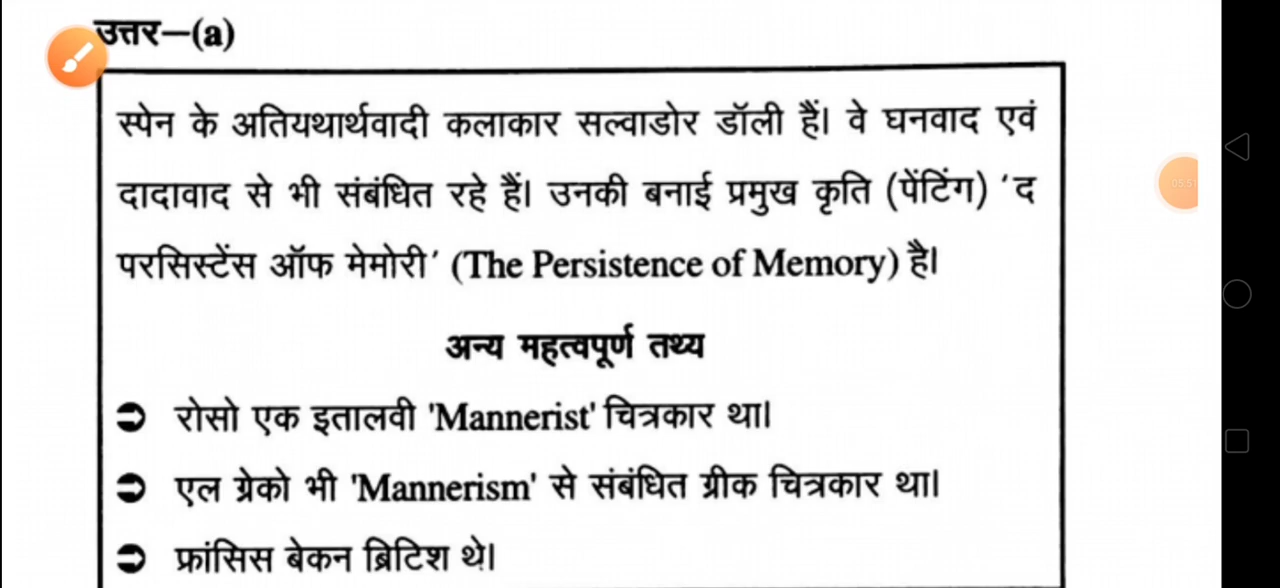 उत्तर—(a)
स्पेन के अतियथार्थवादी कलाकार सल्वाडोर डॉली हैं। वे घनवाद एवं
दादावाद से भी संबंधित रहे हैं। उनकी बनाई प्रमुख कृति (पेंटिंग) ‘द
परसिस्टेंस ऑफ मेमोरी’ (The Persistence of Memory) है।
अन्य महत्वपूर्ण तथ्य
⮊ रोसो एक इतालवी 'Mannerist' चित्रकार था।
⮊ एल ग्रेको भी 'Mannerism' से संबंधित ग्रीक चित्रकार था।
⮊ फ्रांसिस बेकन ब्रिटिश थे।